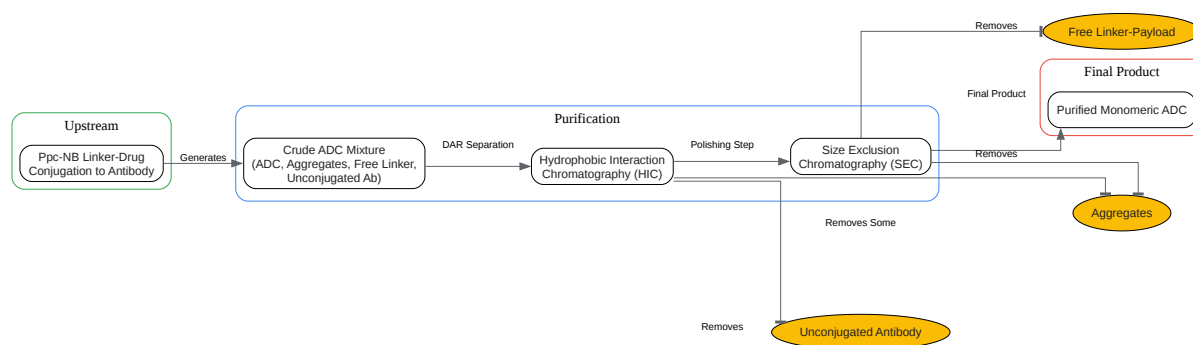 Removes
Free Linker-Payload
Final Product
Final Product
Purified Monomeric ADC
Purification
Upstream
Ppc-NB Linker-Drug
Conjugation to Antibody
Generates
Crude ADC Mixture
(ADC, Aggregates, Free Linker,
Unconjugated Ab)
DAR Separation
Hydrophobic Interaction
Chromatography (HIC)
Polishing Step
Size Exclusion
Chromatography (SEC)
Removes
Aggregates
Removes Some
Removes
Unconjugated Antibody